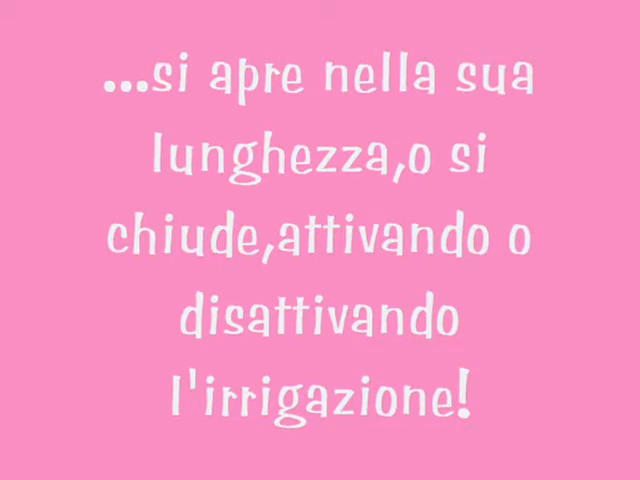 ...si apre nella sua
lunghezza,o si
chiude,attivando o
disattivando
l'irrigazione!